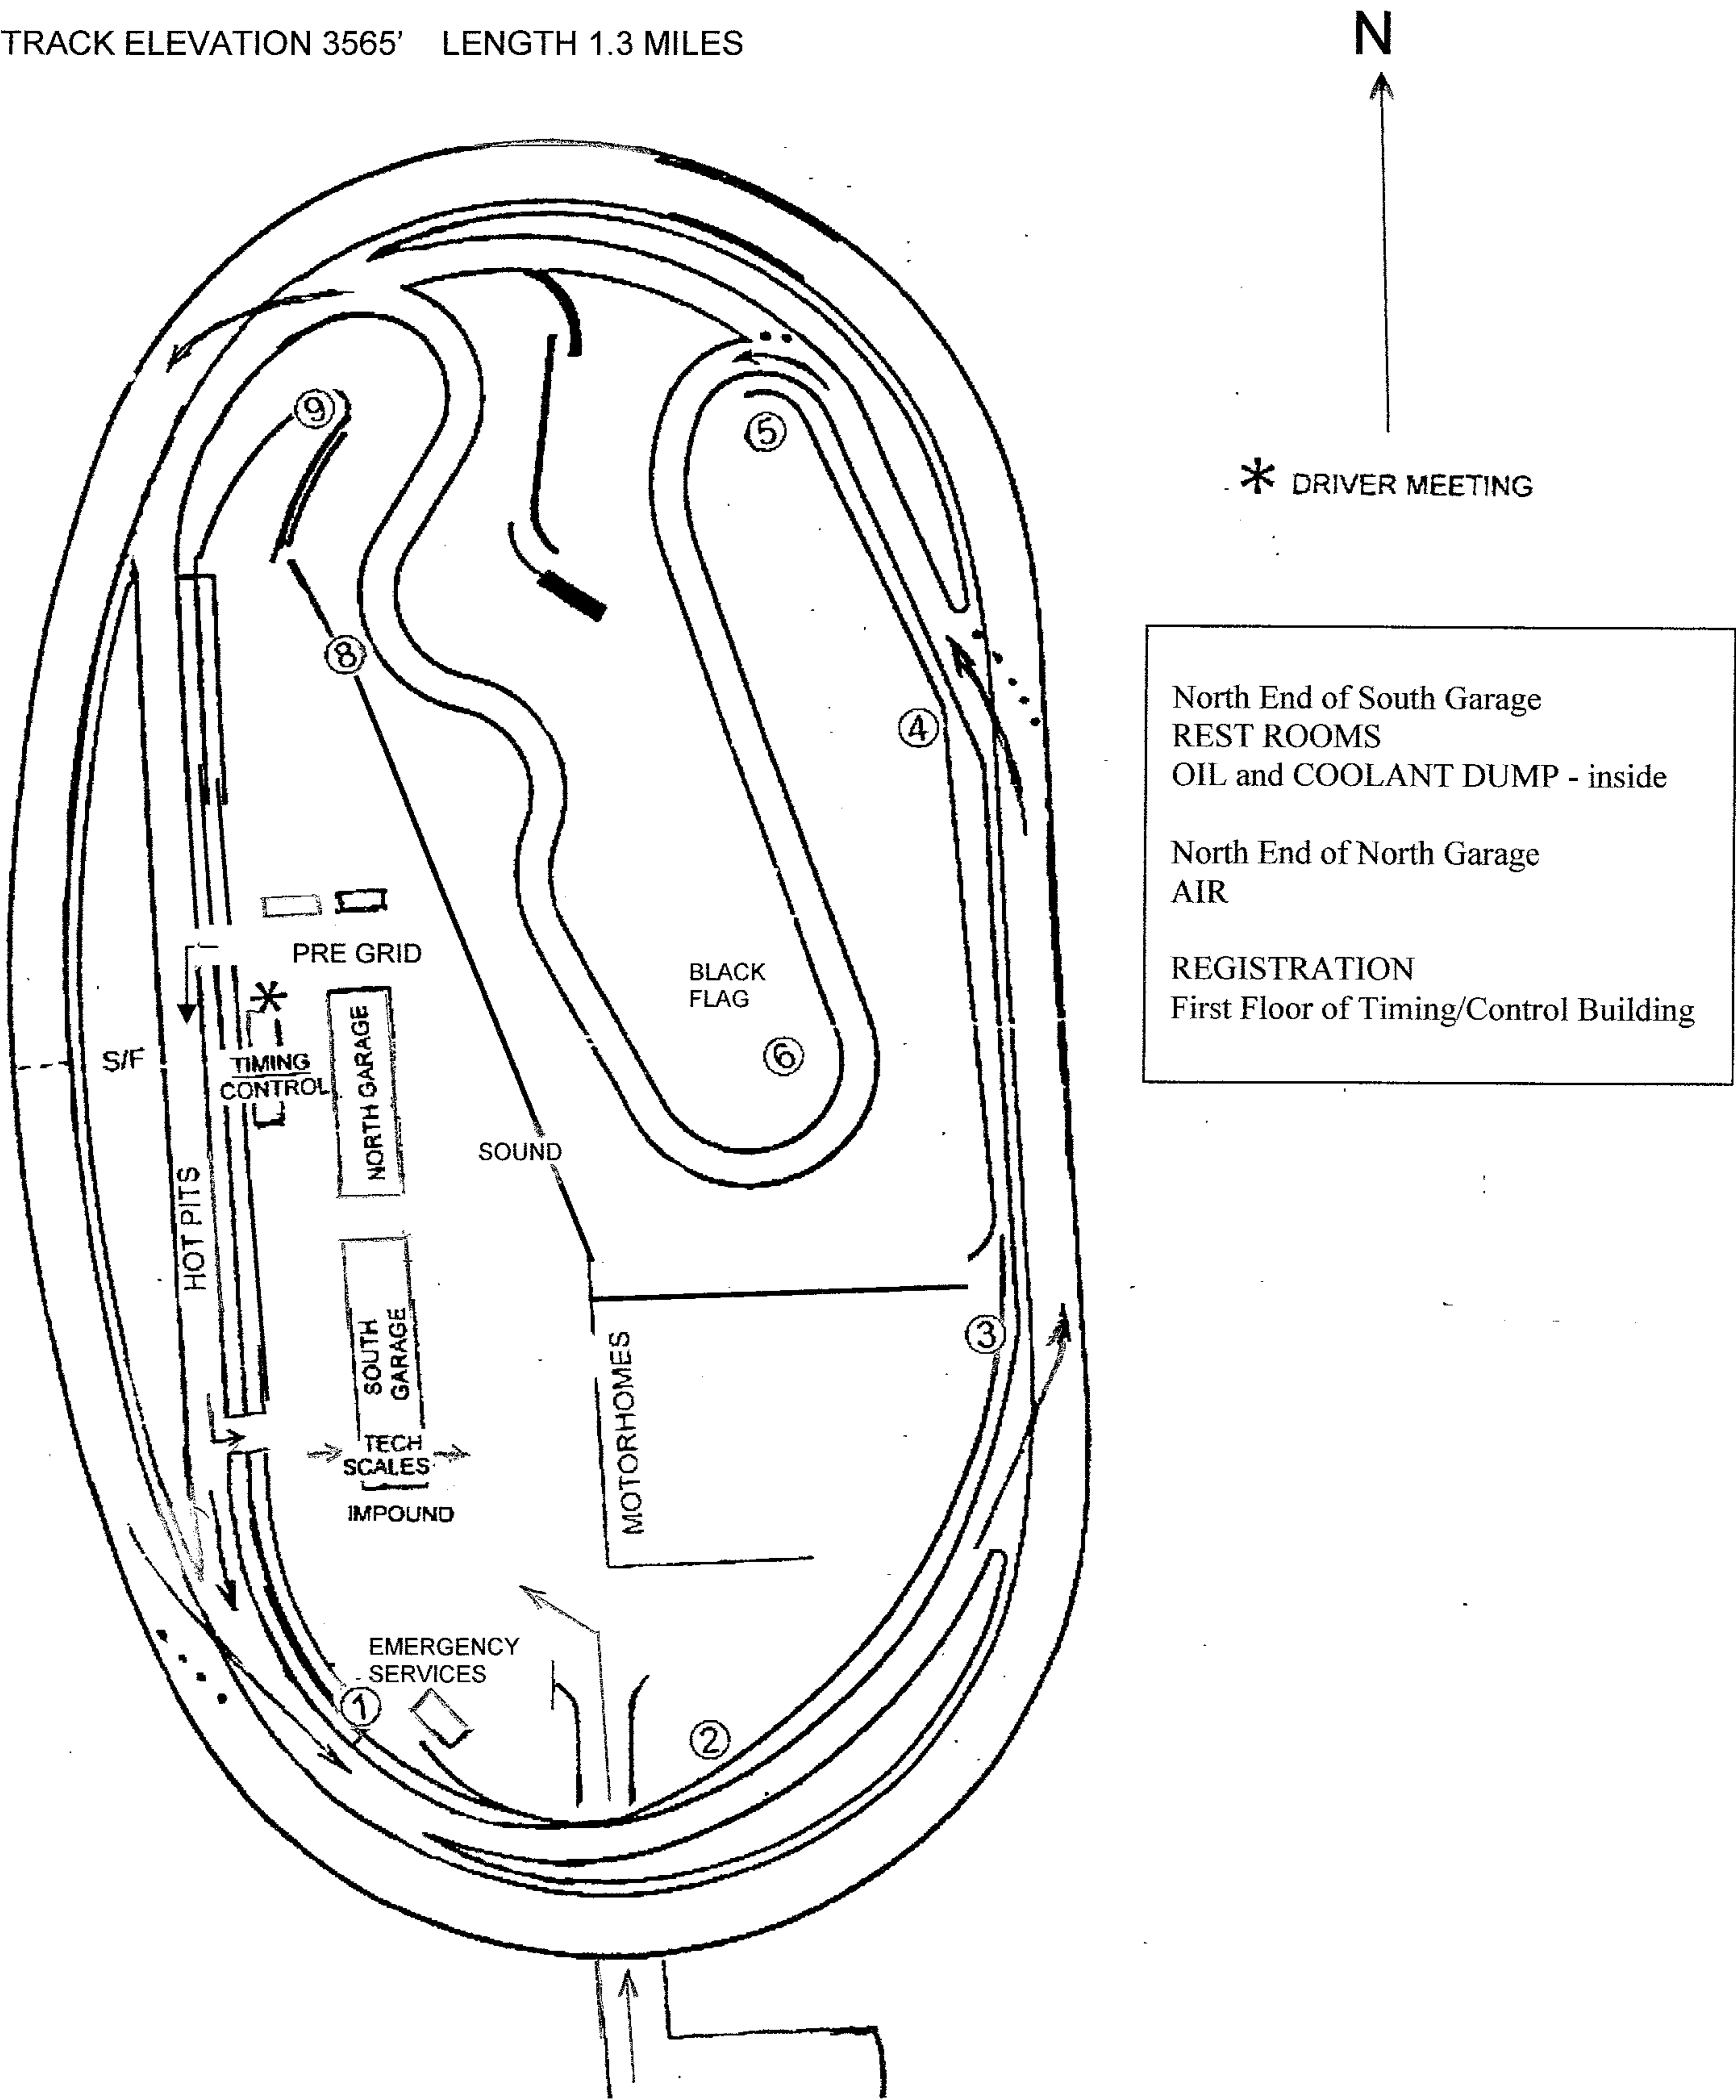 TRACK ELEVATION 3565' LENGTH 1.3 MILES
N
* DRIVER MEETING
9
5
8
4
North End of South Garage
REST ROOMS
OIL and COOLANT DUMP - inside
North End of North Garage
AIR
REGISTRATION
First Floor of Timing/Control Building
PRE GRID
BLACK
FLAG
*
S/F
TIMING
CONTROL
NORTH GARAGE
6
SOUND
HOT PITS
SOUTH
GARAGE
3
MOTORHOMES
TECH
SCALES
IMPOUND
EMERGENCY
SERVICES
1
2